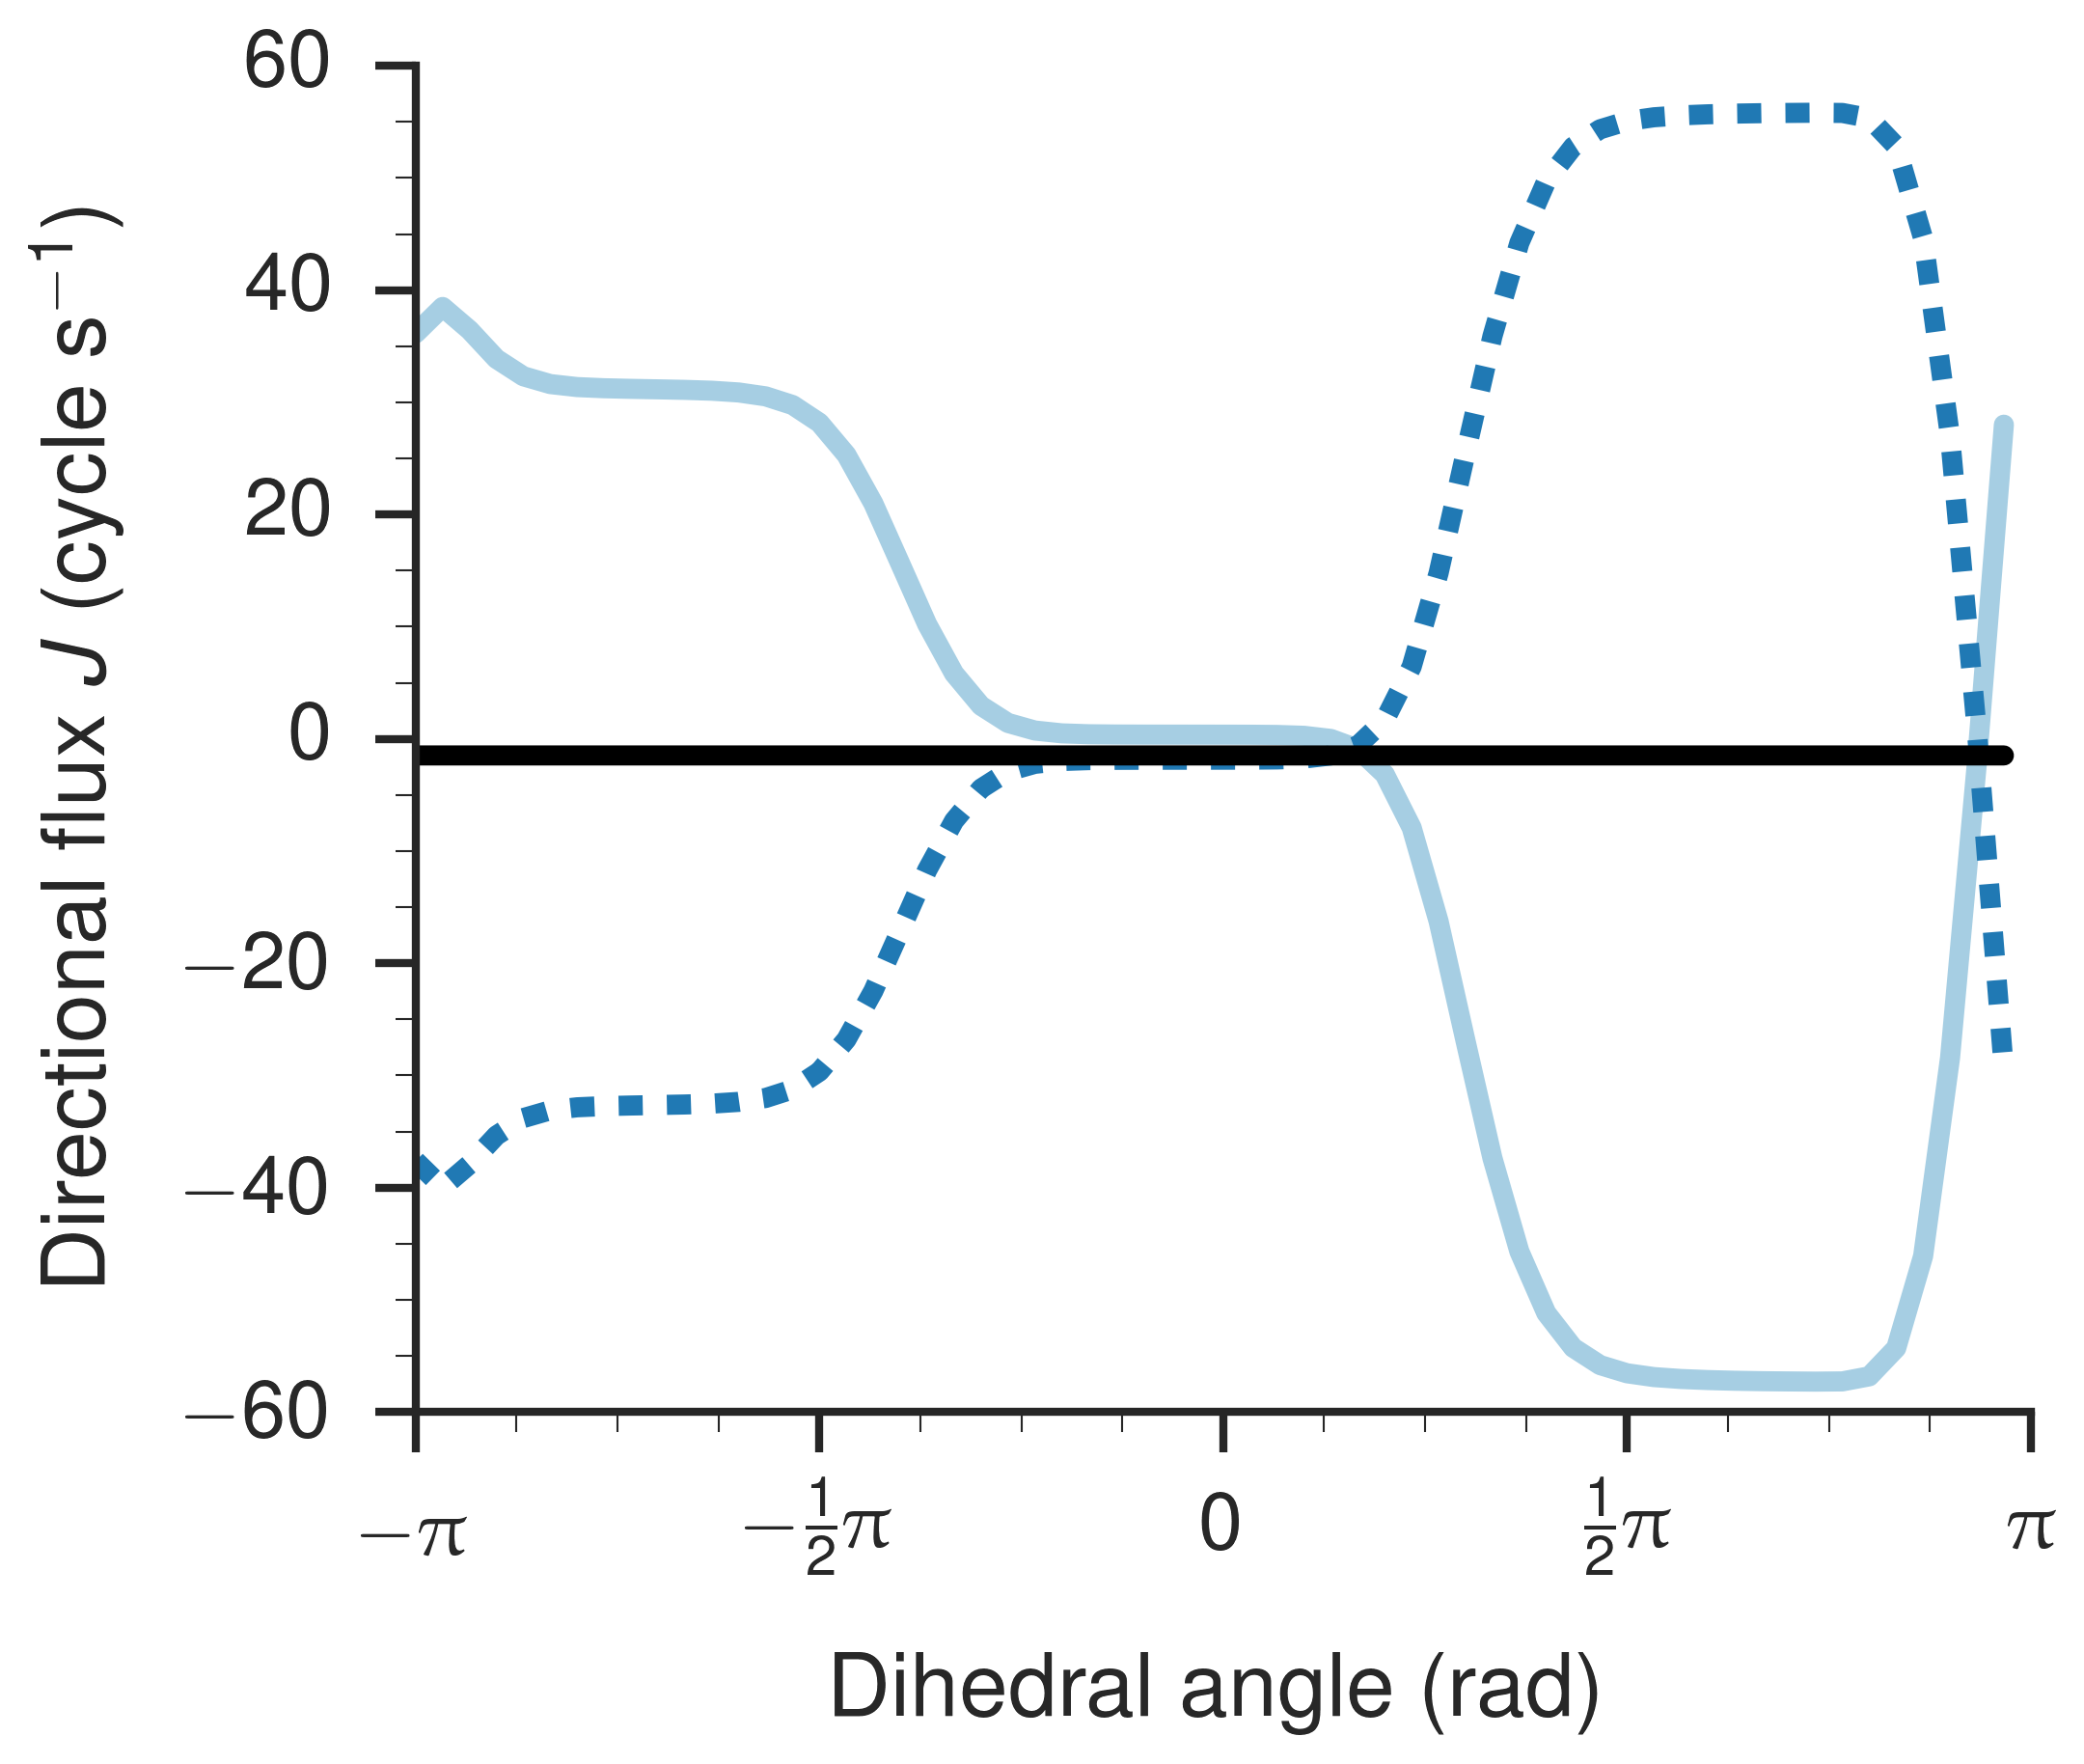 Directional flux J (cycle s⁻¹)
60
40
20
0
−20
−40
−60
−π
−1/2π
0
1/2π
π
Dihedral angle (rad)